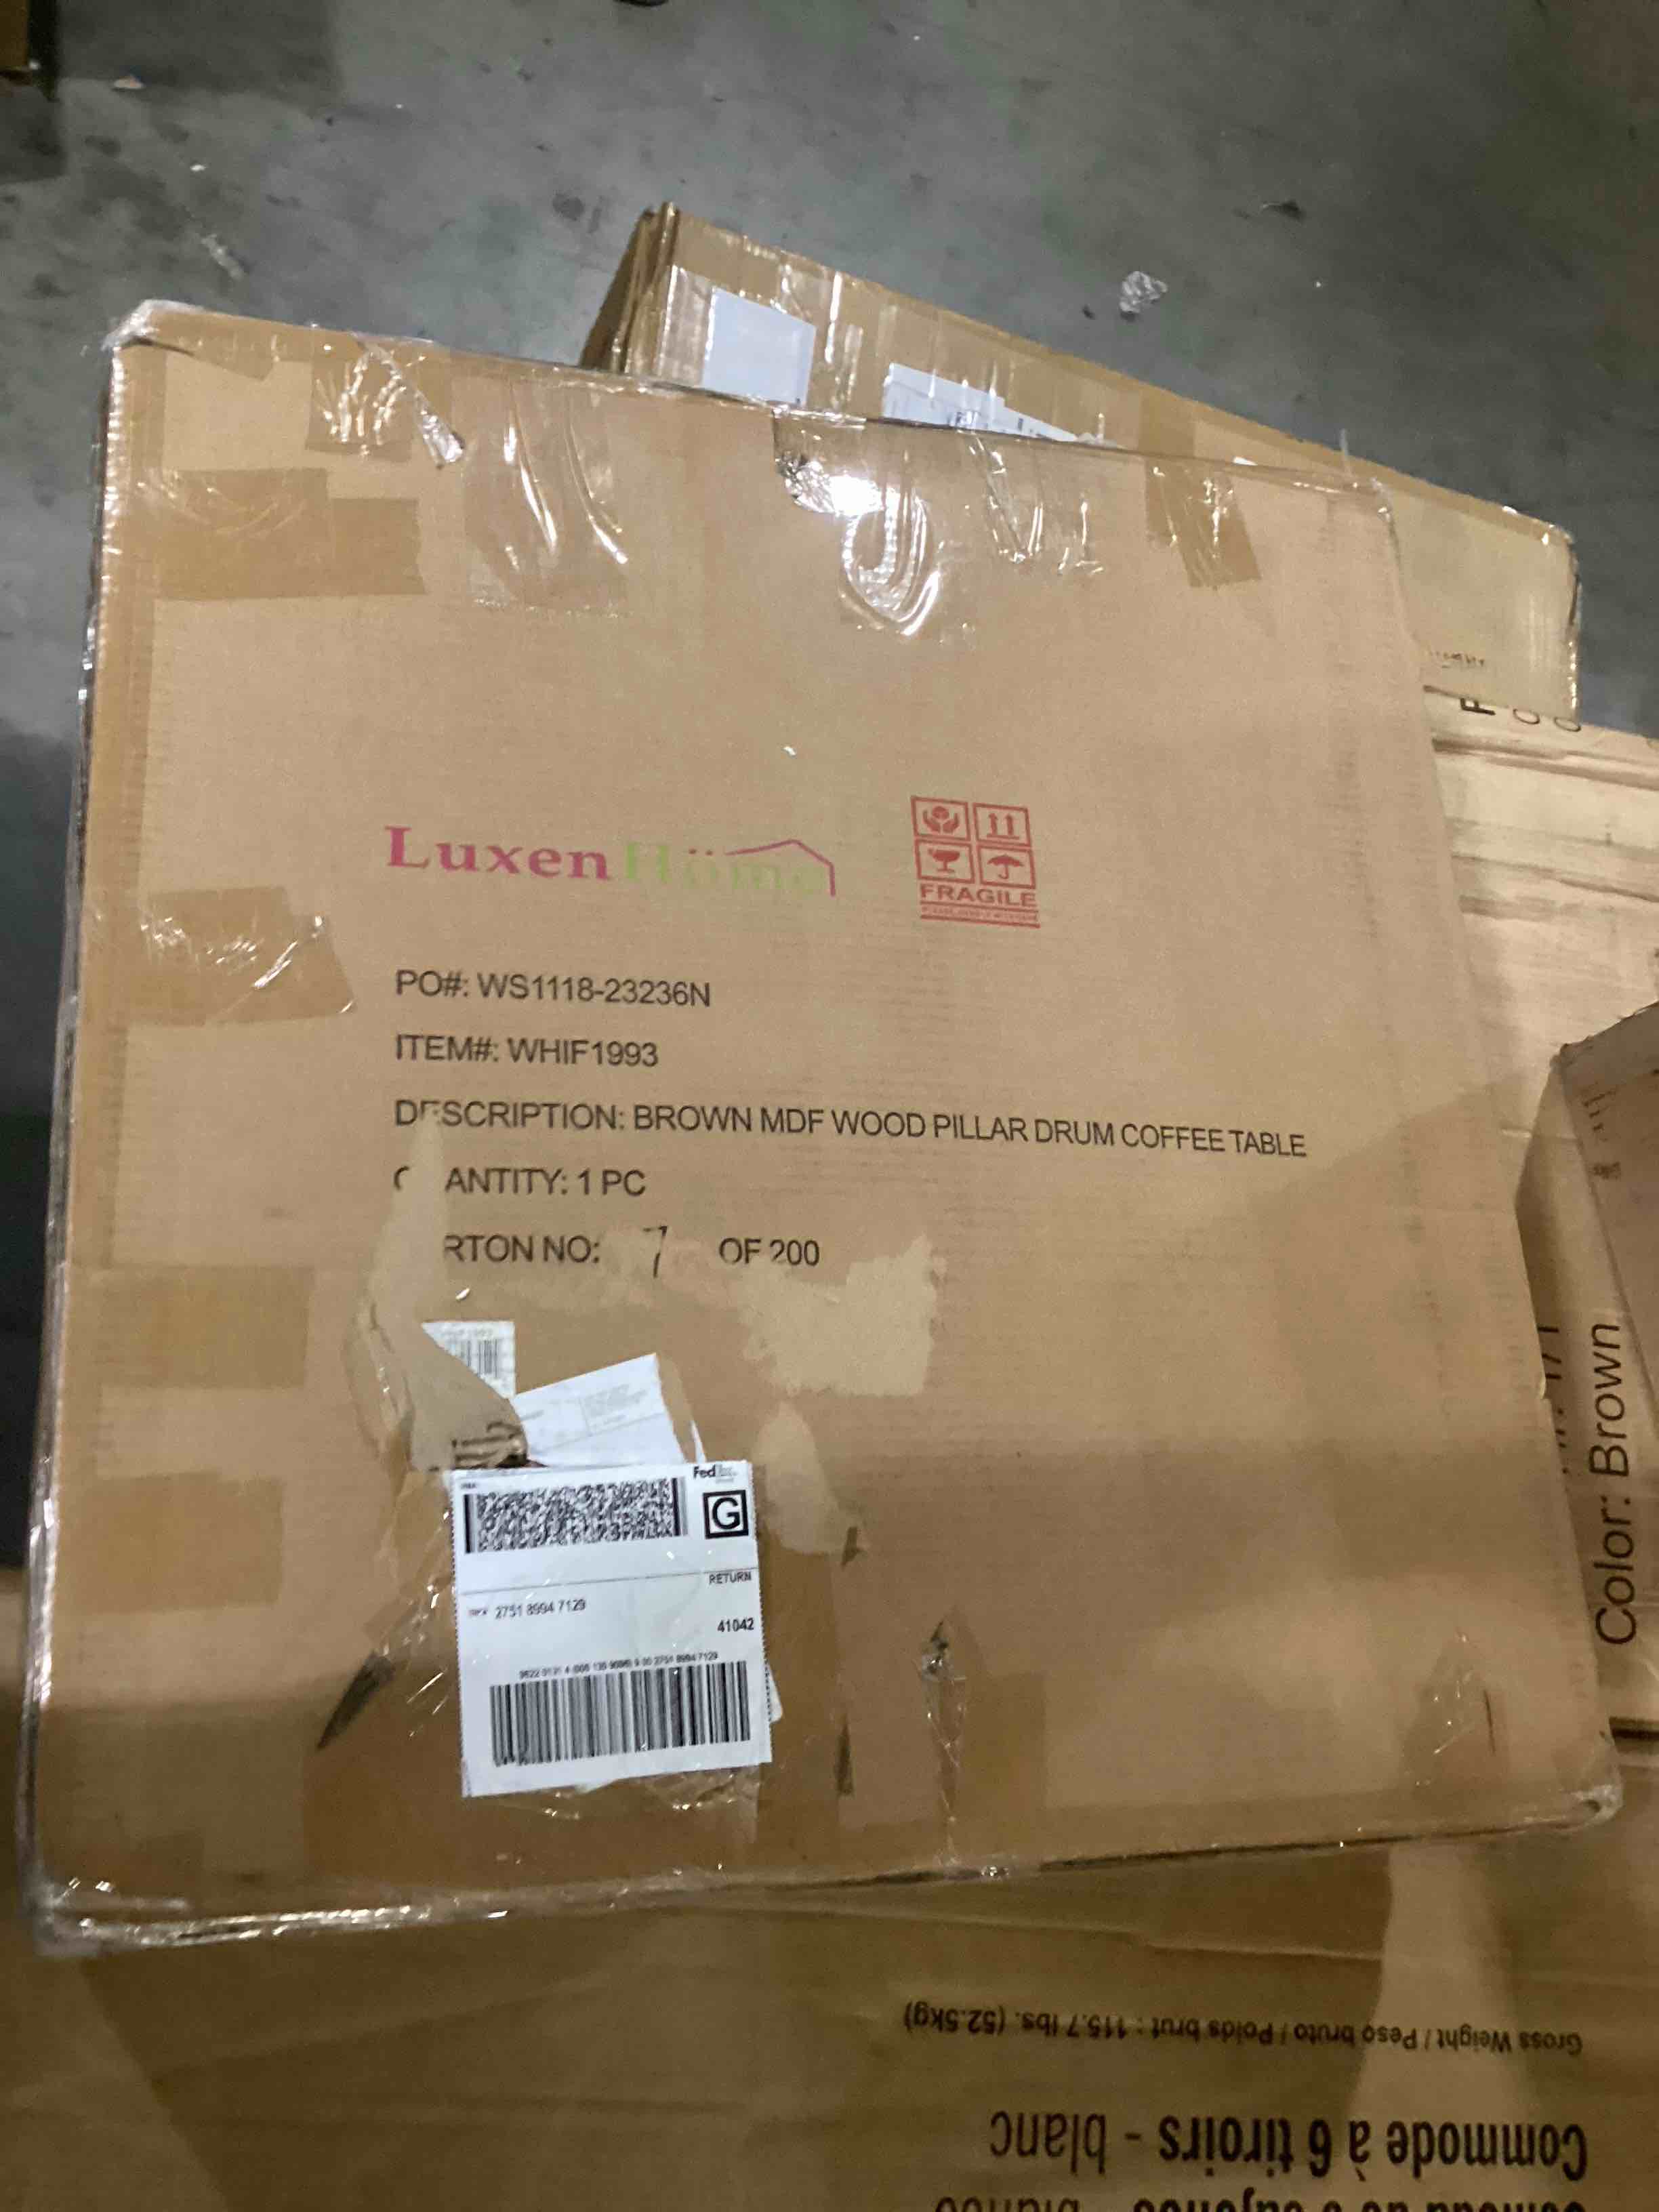 LuxenHöme
FRAGILE
PO#: WS1118-23236N
ITEM#: WHIF1993
DESCRIPTION: BROWN MDF WOOD PILLAR DRUM COFFEE TABLE
ANTITY: 1 PC
RTON NO: 7 OF 200
FedEx
G
RETURN
2751 8994 7129
41042
Color: Brown
Gross Weight / Peso bruto / Poids brut : 115.7 lbs. (52.5kg)
Commode à 6 tiroirs - blanc